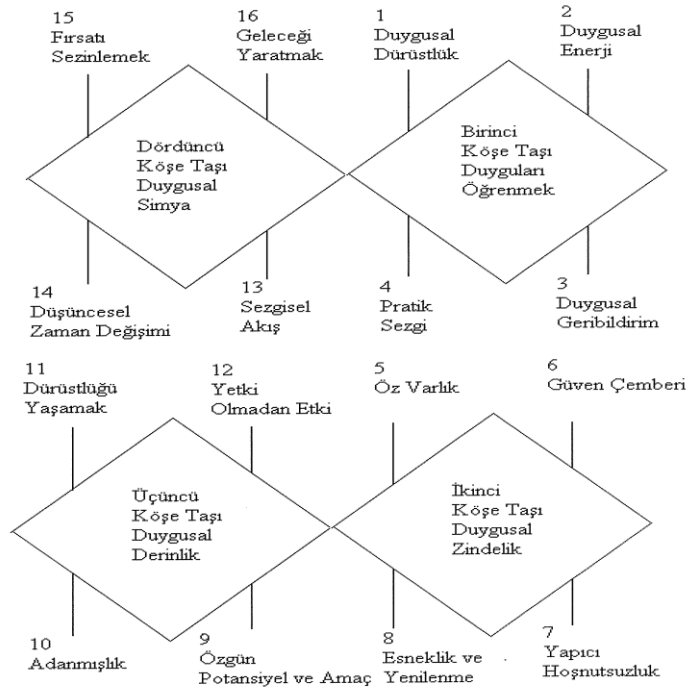 15
Fırsatı
Sezinlemek
16
Geleceği
Yaratmak
1
Duygusal
Dürüstlük
2
Duygusal
Enerji
Dördüncü
Köşe Taşı
Duygusal
Simya
Birinci
Köşe Taşı
Duyguları
Öğrenmek
14
Düşüncesel
Zaman Değişimi
13
Sezgisel
Akış
4
Pratik
Sezgi
3
Duygusal
Geribildirim
11
Dürüstlüğü
Yaşamak
12
Yetki
Olmadan Etki
5
Öz Varlık
6
Güven Çemberi
Üçüncü
Köşe Taşı
Duygusal
Derinlik
İkinci
Köşe Taşı
Duygusal
Zindelik
10
Adanmışlık
9
Özgün
Potansiyel ve Amaç
8
Esneklik ve
Yenilenme
7
Yapıcı
Hoşnutsuzluk